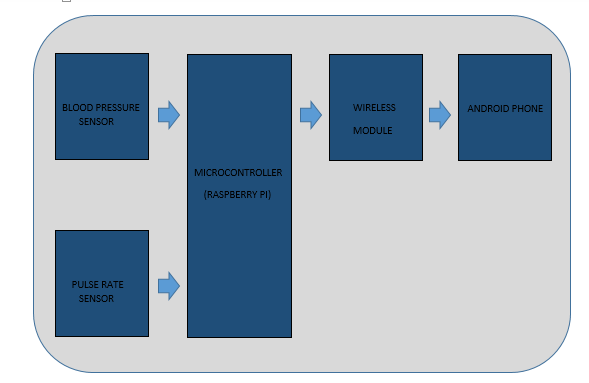 BLOOD PRESSURE
SENSOR
MICROCONTROLLER
(RASPBERRY PI)
WIRELESS
MODULE
ANDROID PHONE
PULSE RATE
SENSOR